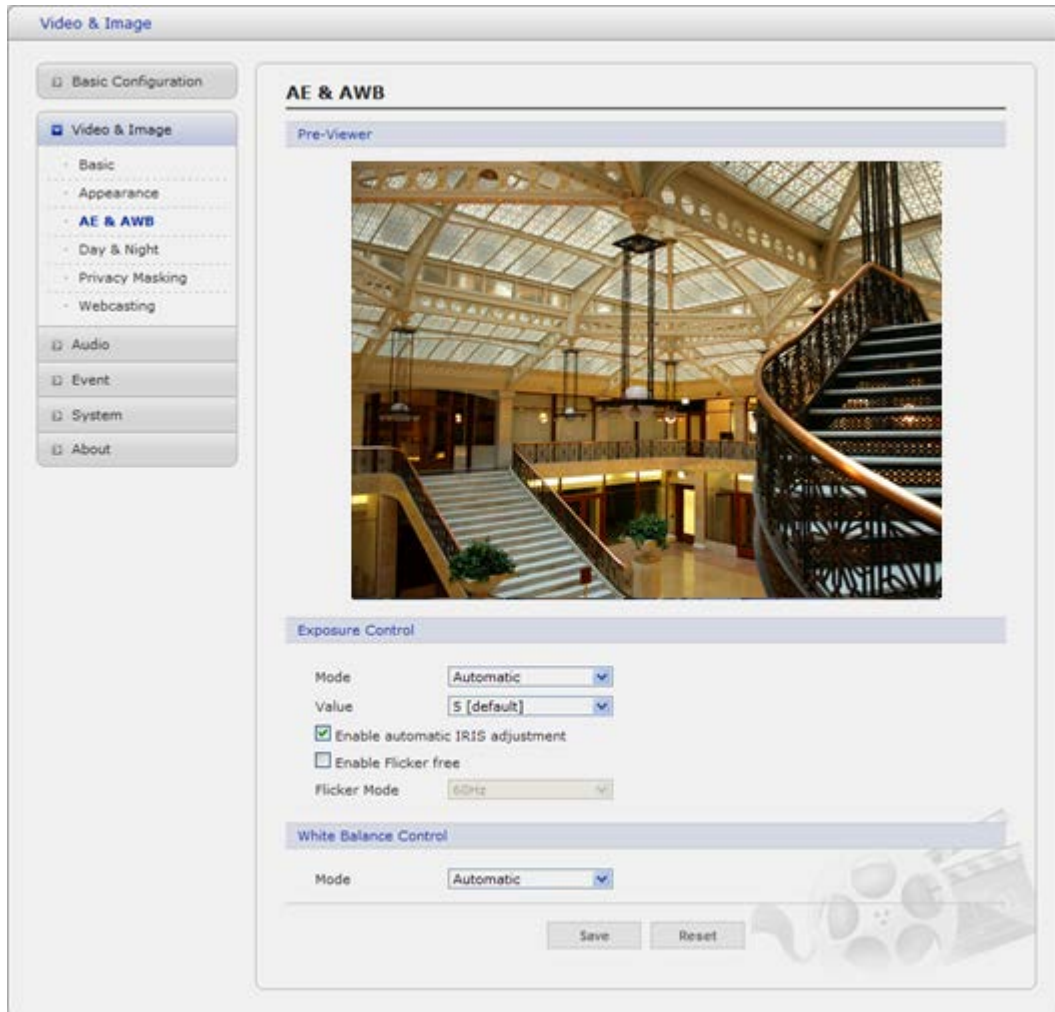 Video & Image
Basic Configuration
Video & Image
Basic
Appearance
AE & AWB
Day & Night
Privacy Masking
Webcasting
Audio
Event
System
About
AE & AWB
Pre-Viewer
Exposure Control
Mode Automatic
Value 5 [default]
Enable automatic IRIS adjustment
Enable Flicker free
Flicker Mode 60Hz
White Balance Control
Mode Automatic
Save Reset